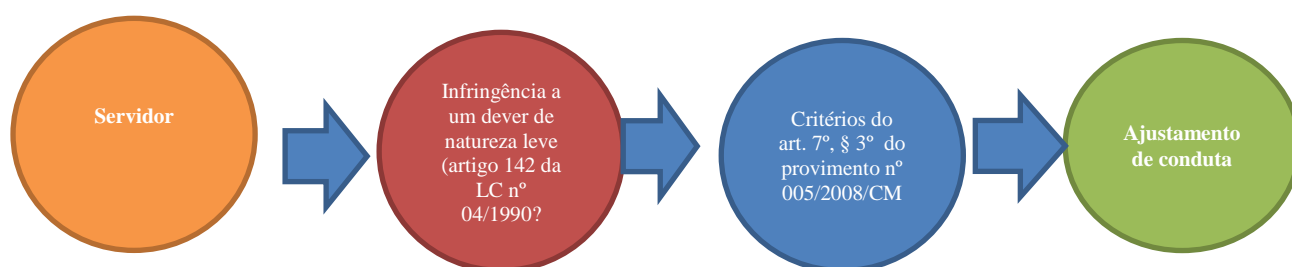 Servidor
Infringência a
um dever de
natureza leve
(artigo 142 da
LC nº
04/1990?
Critérios do
art. 7º, § 3º do
provimento nº
005/2008/CM
Ajustamento
de conduta